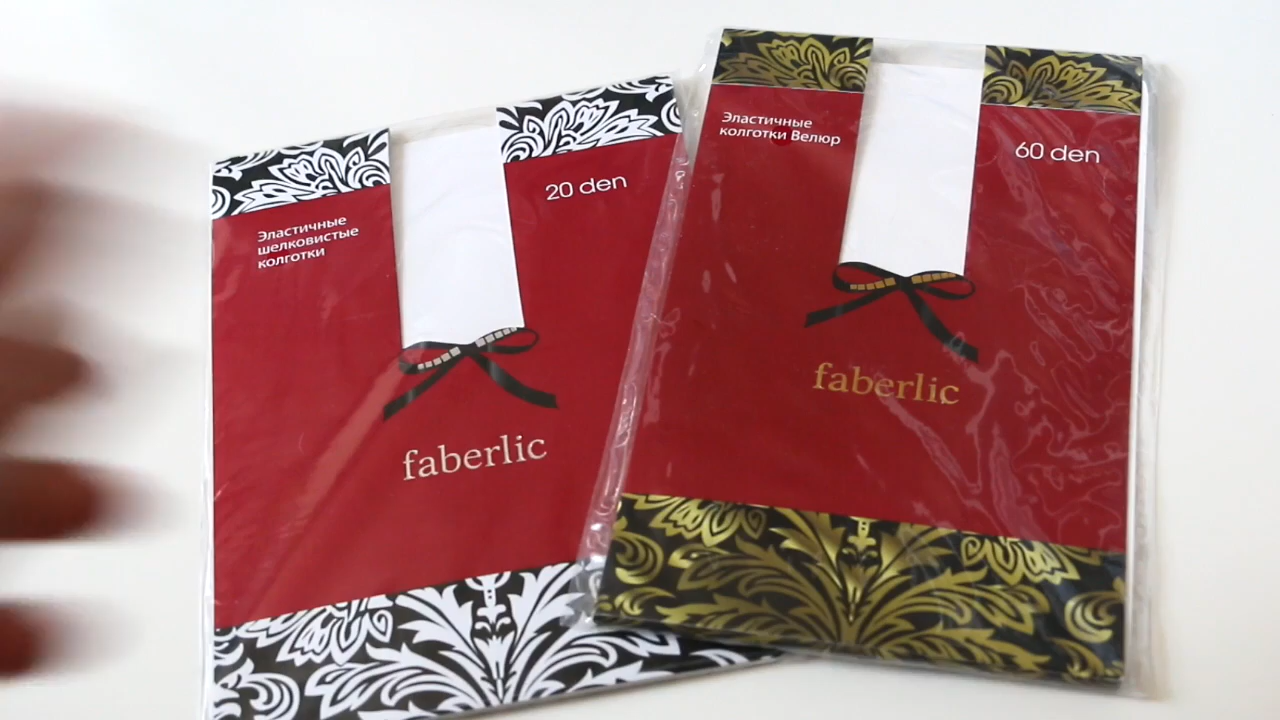 Эластичные
шелковистые
колготки
20 den
faberlic
Эластичные
колготки Велюр
60 den
faberlic